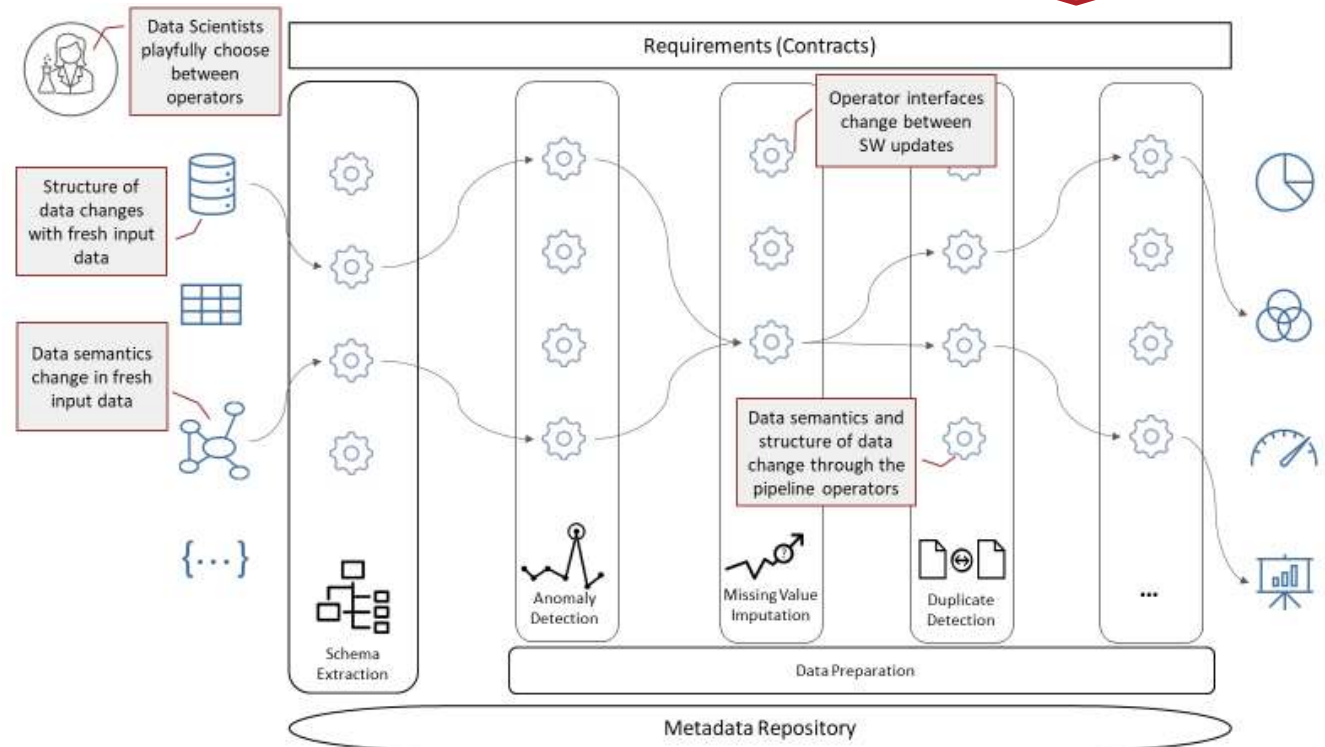 Data Scientists
playfully choose
between
operators
Requirements (Contracts)
Operator interfaces
change between
SW updates
Structure of
data changes
with fresh input
data
Data semantics
change in fresh
input data
Data semantics and
structure of data
change through the
pipeline operators
{...}
?
Schema
Extraction
Anomaly
Detection
Missing Value
Imputation
Duplicate
Detection
...
Data Preparation
Metadata Repository